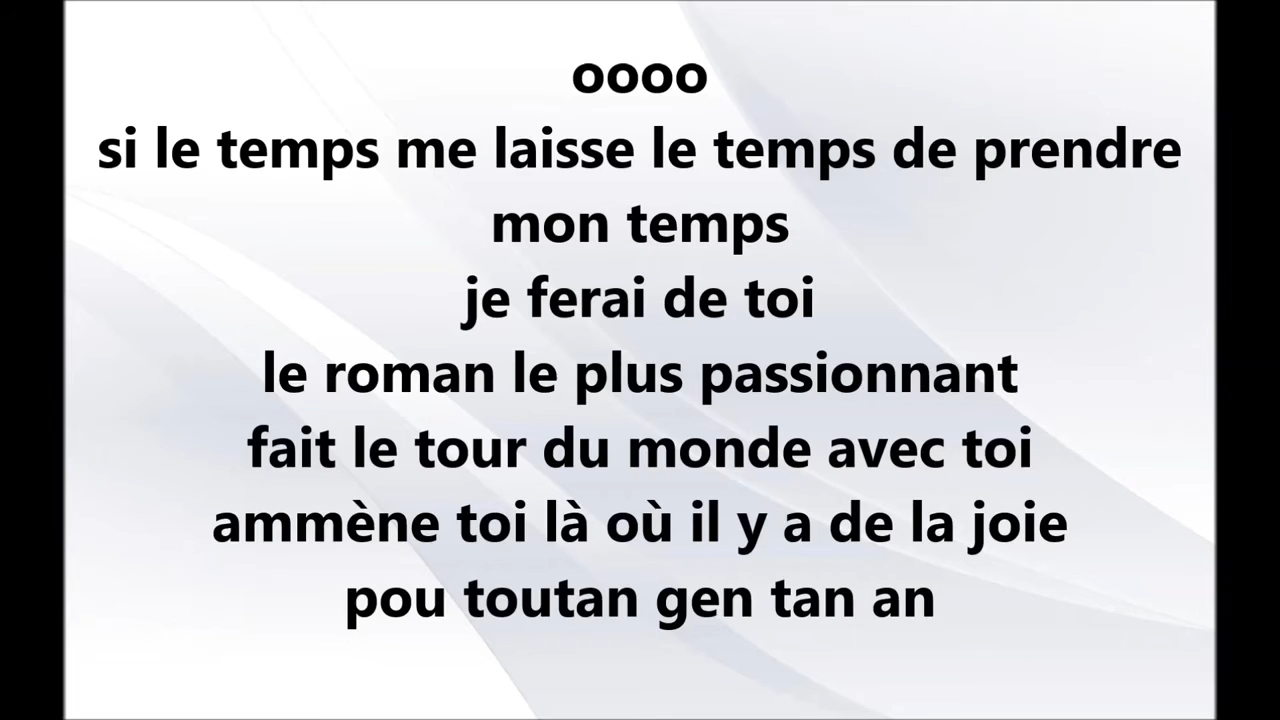 oooo
si le temps me laisse le temps de prendre
mon temps
je ferai de toi
le roman le plus passionnant
fait le tour du monde avec toi
ammène toi là où il y a de la joie
pou toutan gen tan an